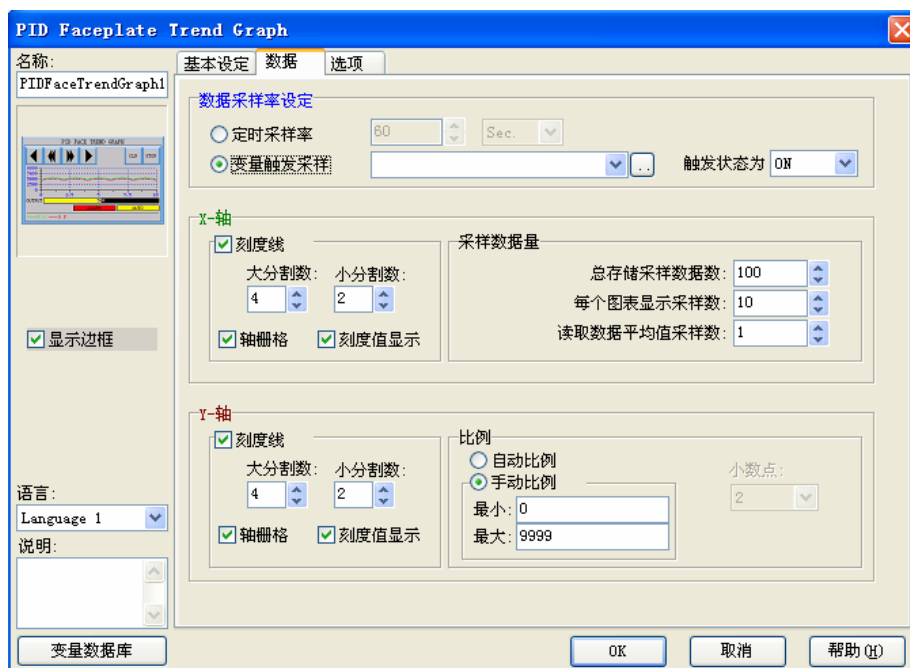 PID Faceplate Trend Graph
名称:
PIDFaceTrendGraph1
PID FACE TREND GRAPH
显示边框
语言:
Language 1
说明:
变量数据库
基本设定 数据 选项
数据采样率设定
定时采样率 60 Sec.
变量触发采样 .. 触发状态为 ON
X-轴
刻度线
大分割数: 小分割数:
4 2
轴栅格 刻度值显示
采样数据量
总存储采样数据数: 100
每个图表显示采样数: 10
读取数据平均值采样数: 1
Y-轴
刻度线
大分割数: 小分割数:
4 2
轴栅格 刻度值显示
比例
自动比例
手动比例
最小: 0
最大: 9999
小数点:
2
OK 取消 帮助(H)